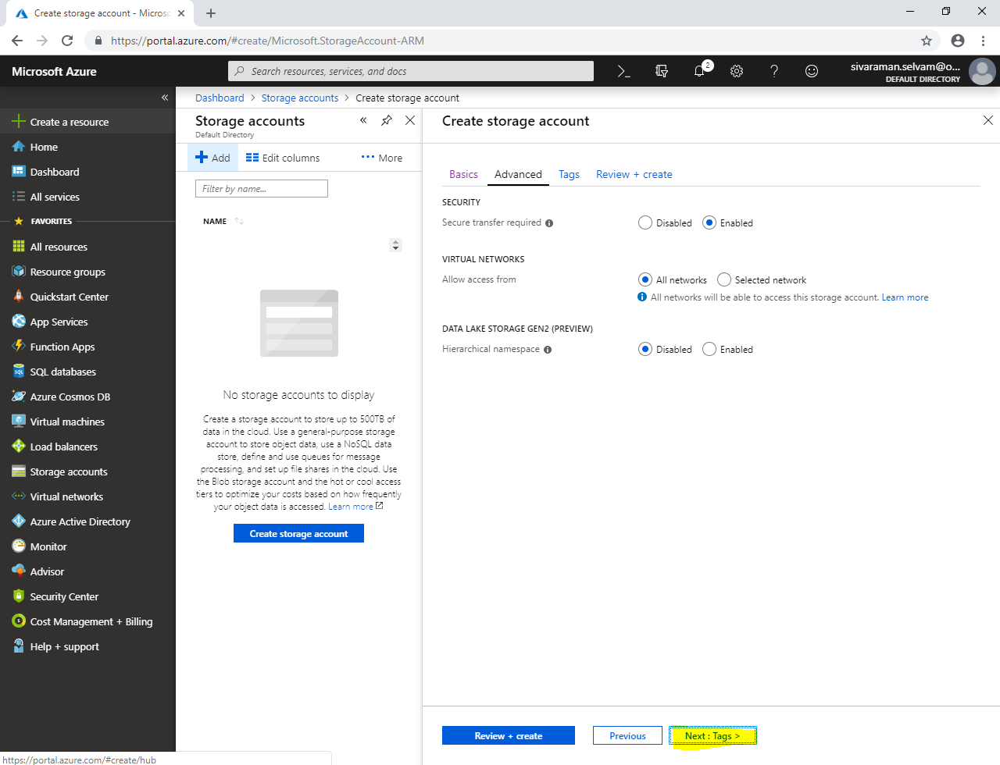 Create storage account - Micros
https://portal.azure.com/#create/Microsoft.StorageAccount-ARM
Microsoft Azure
Search resources, services, and docs
2
sivaraman.selvam@o...
DEFAULT DIRECTORY
Create a resource
Home
Dashboard
All services
FAVORITES
All resources
Resource groups
Quickstart Center
App Services
Function Apps
SQL databases
Azure Cosmos DB
Virtual machines
Load balancers
Storage accounts
Virtual networks
Azure Active Directory
Monitor
Advisor
Security Center
Cost Management + Billing
Help + support
https://portal.azure.com/#create/hub
Dashboard > Storage accounts > Create storage account
Storage accounts
Default Directory
Add
Edit columns
More
Filter by name...
NAME
No storage accounts to display
Create a storage account to store up to 500TB of
data in the cloud. Use a general-purpose storage
account to store object data, use a NoSQL data
store, define and use queues for message
processing, and set up file shares in the cloud. Use
the Blob storage account and the hot or cool access
tiers to optimize your costs based on how frequently
your object data is accessed. Learn more
Create storage account
Create storage account
Basics Advanced Tags Review + create
SECURITY
Secure transfer required Disabled Enabled
VIRTUAL NETWORKS
Allow access from All networks Selected network
All networks will be able to access this storage account. Learn more
DATA LAKE STORAGE GEN2 (PREVIEW)
Hierarchical namespace Disabled Enabled
Review + create
Previous
Next : Tags >